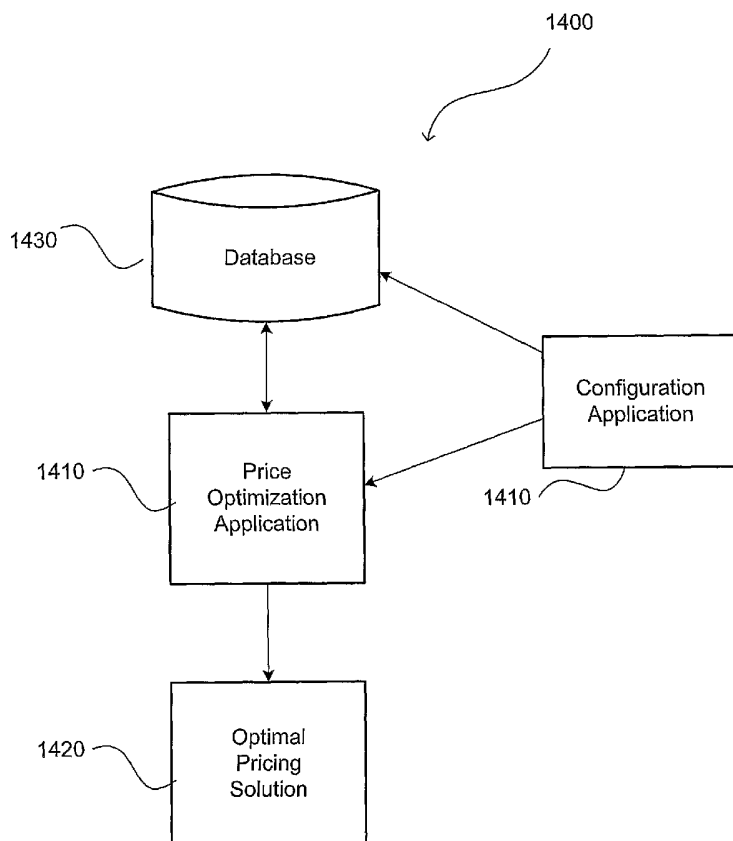 1400
1430
Database
Configuration
Application
1410
1410
Price
Optimization
Application
1420
Optimal
Pricing
Solution